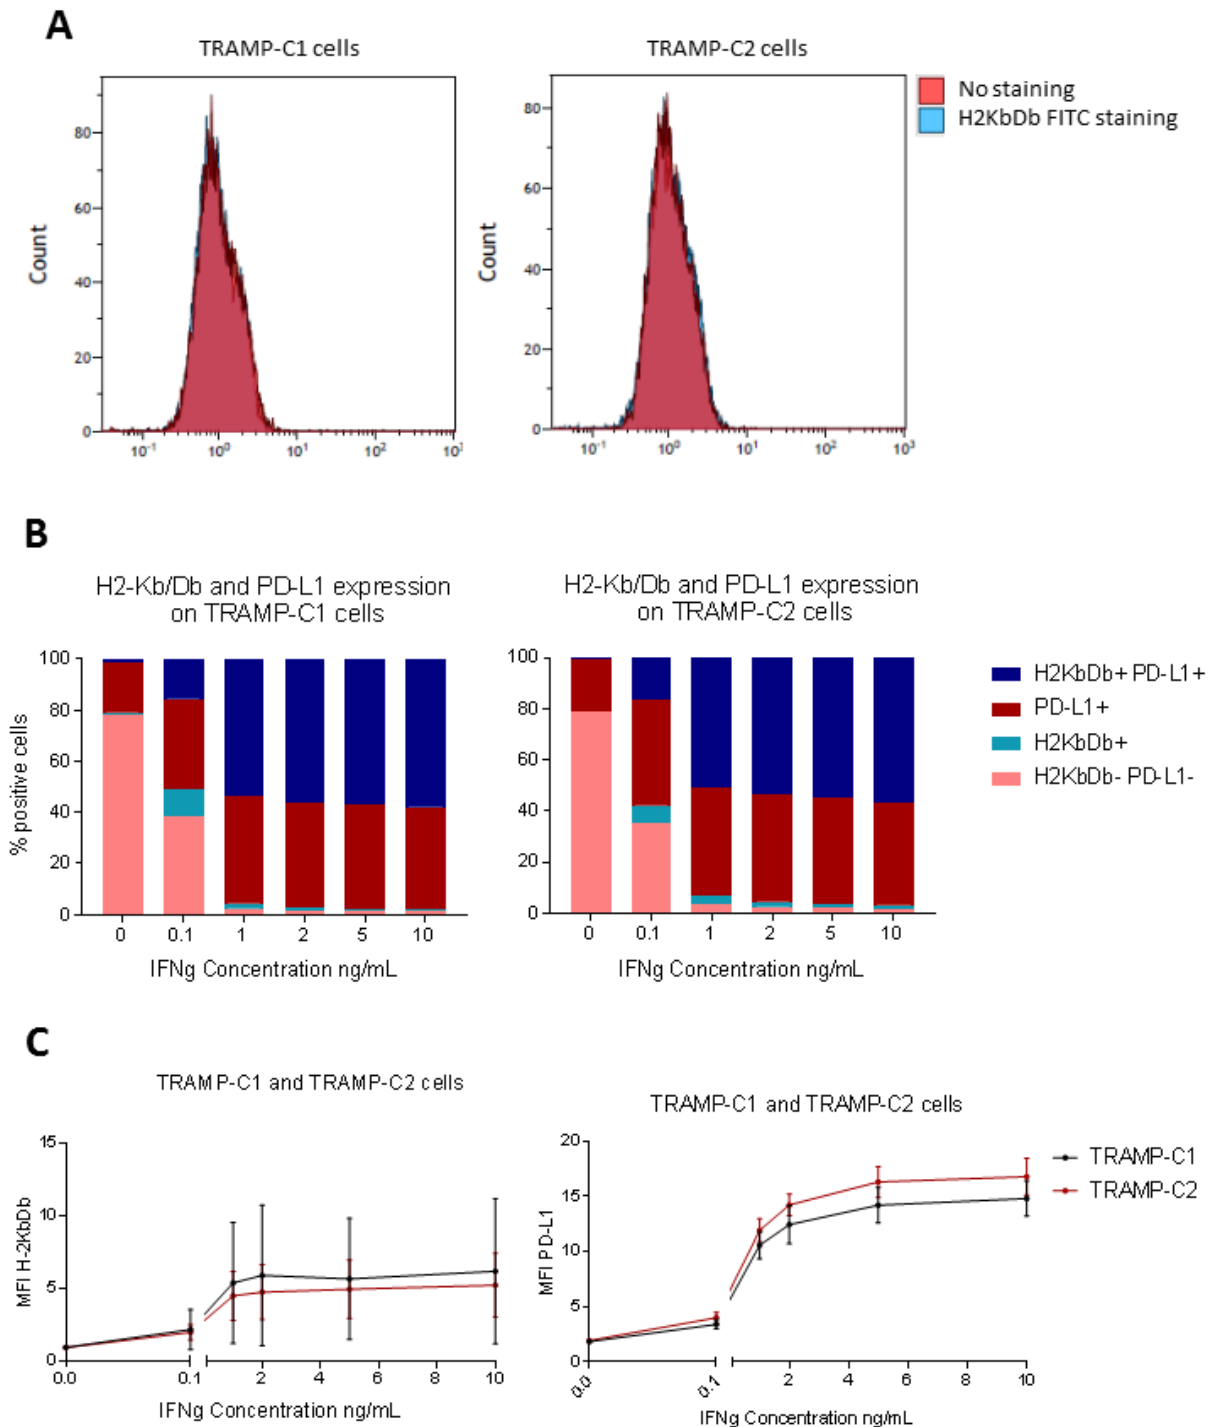 A
TRAMP-C1 cells
TRAMP-C2 cells
No staining
H2KbDb FITC staining
Count
80
60
40
20
0
10-1
100
101
102
10
Count
80
60
40
20
0
10-1
100
101
102
103
B
H2-Kb/Db and PD-L1 expression
on TRAMP-C1 cells
H2-Kb/Db and PD-L1 expression
on TRAMP-C2 cells
% positive cells
100
80
60
40
20
0
0 0.1 1 2 5 10
IFNg Concentration ng/mL
100
80
60
40
20
0
0 0.1 1 2 5 10
IFNg Concentration ng/mL
H2KbDb+ PD-L1+
PD-L1+
H2KbDb+
H2KbDb- PD-L1-
C
TRAMP-C1 and TRAMP-C2 cells
TRAMP-C1 and TRAMP-C2 cells
MFI H-2KbDb
15
10
5
0
0.0 0.1 2 4 6 8 10
IFNg Concentration ng/mL
MFI PD-L1
20
15
10
5
0
0.0 0.1 2 4 6 8 10
IFNg Concentration ng/mL
TRAMP-C1
TRAMP-C2